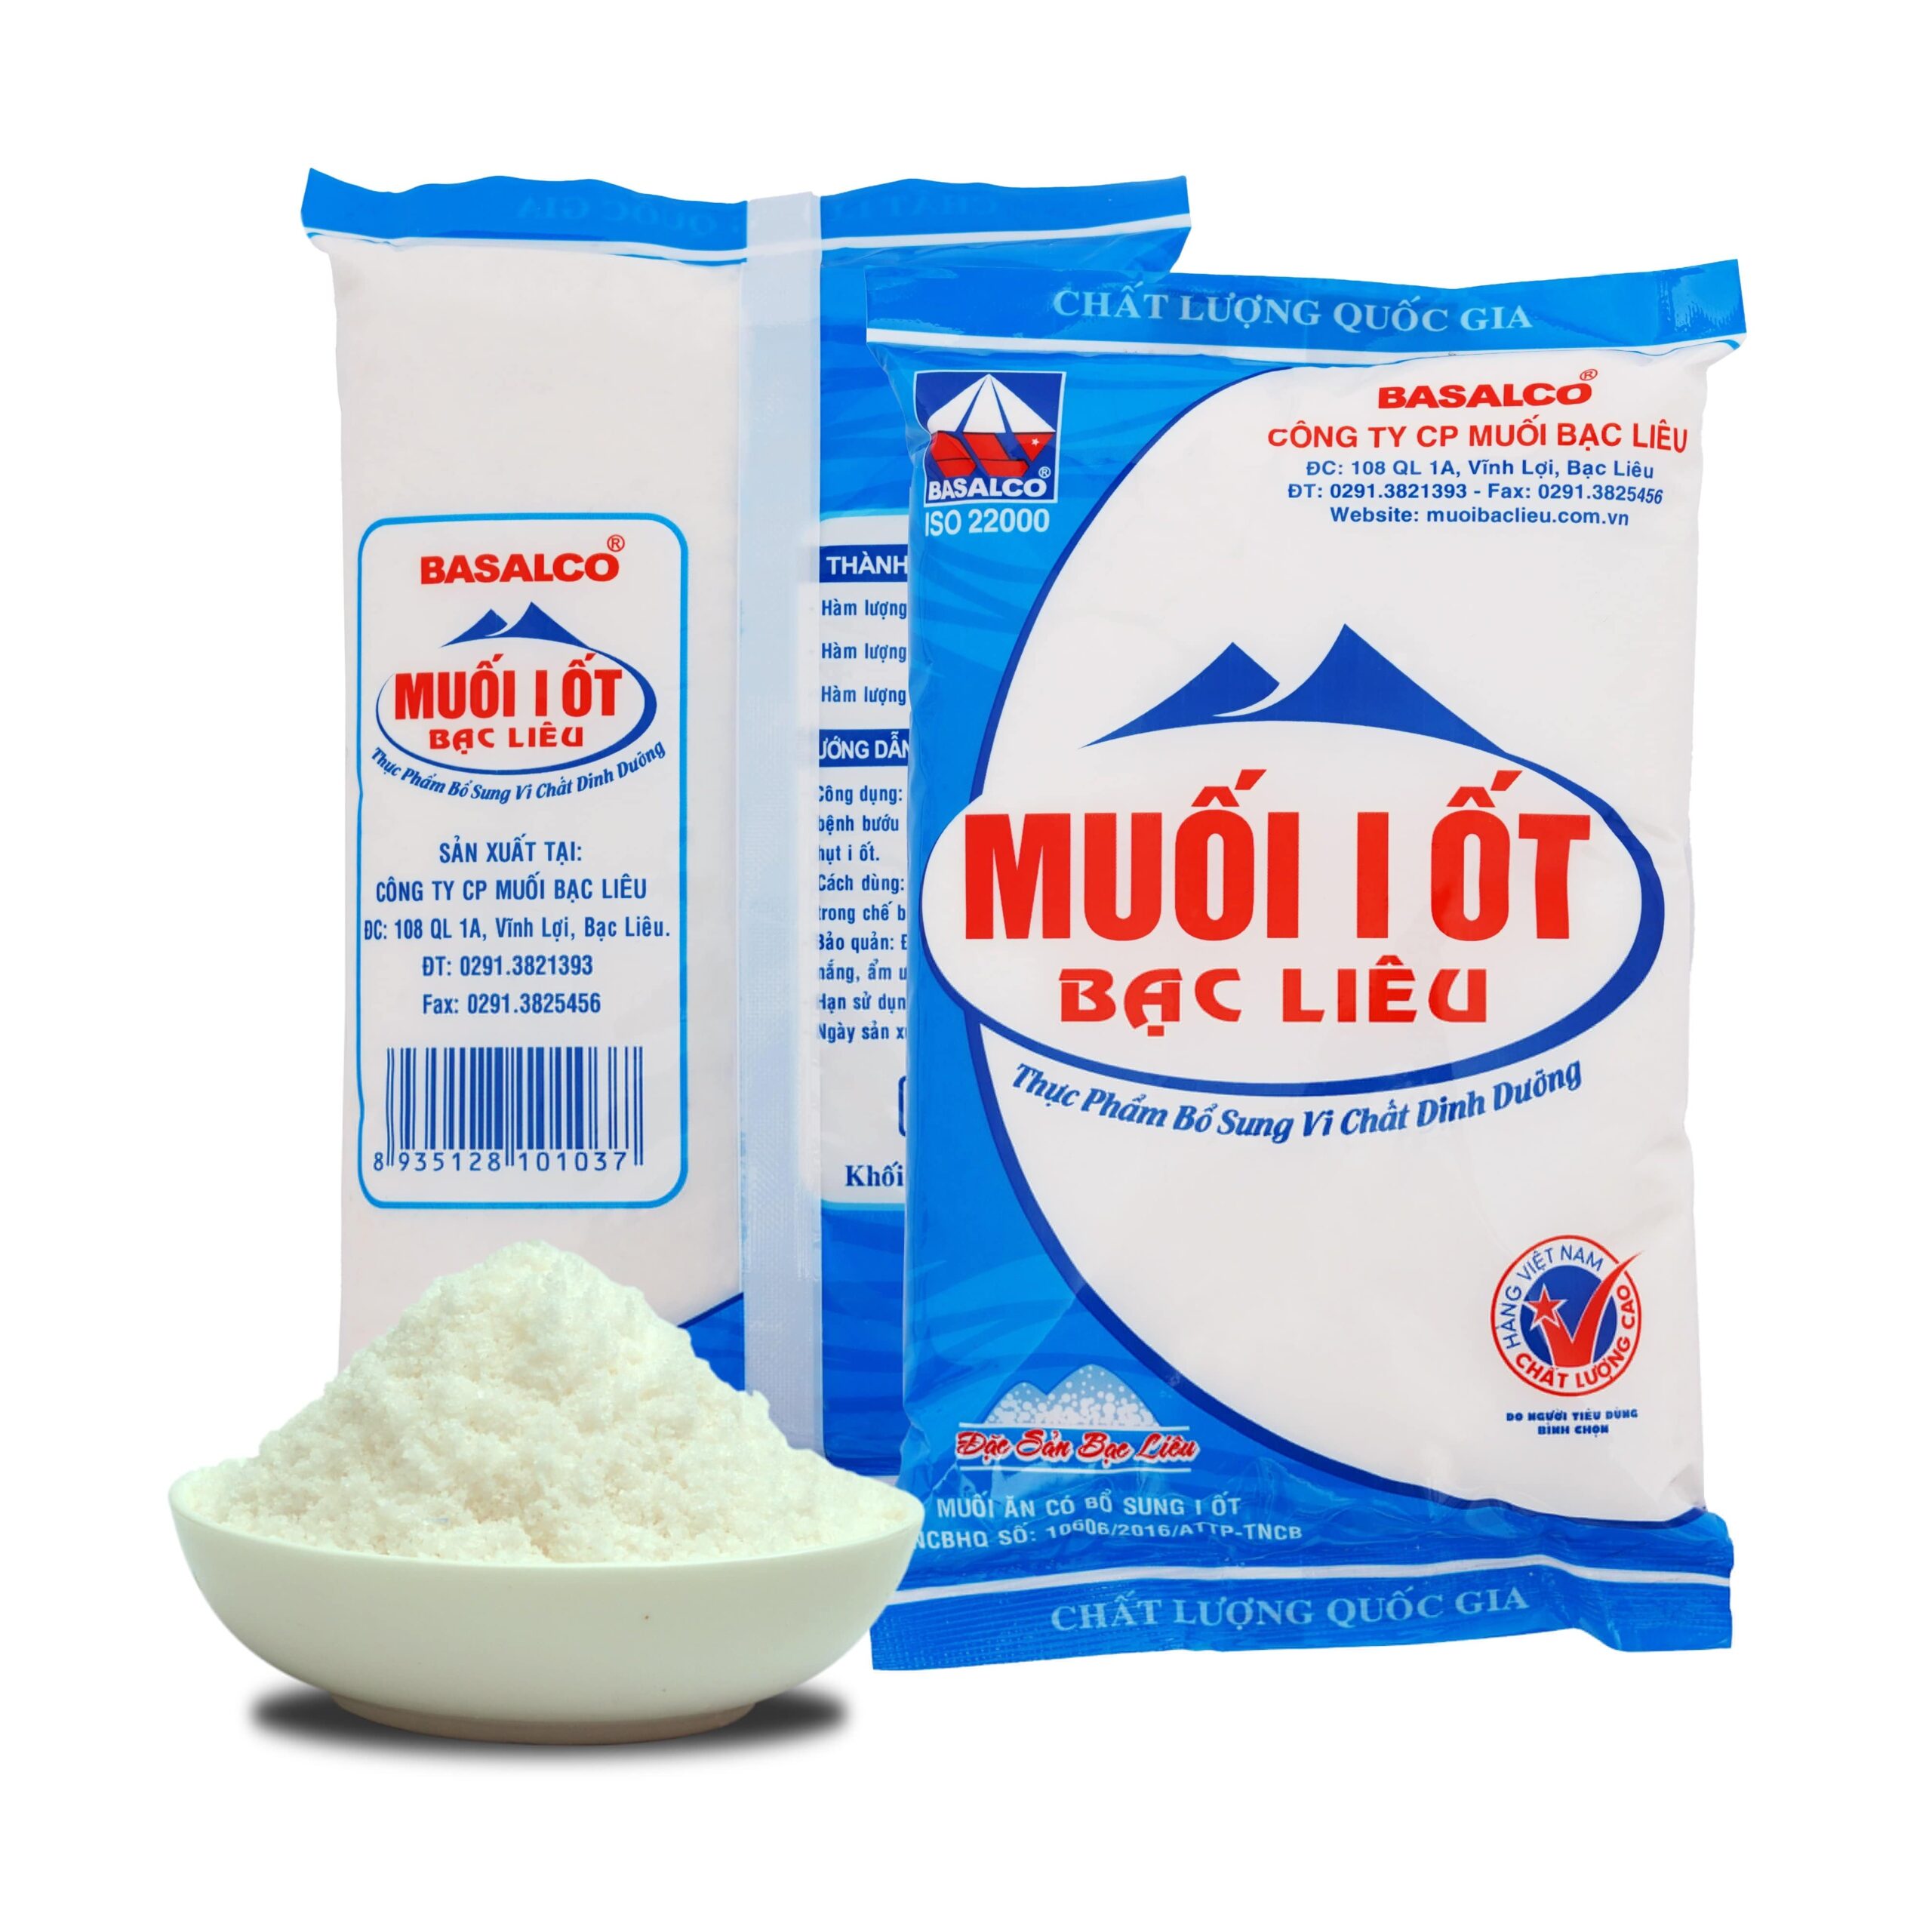 BASALCO®
MUỐI I ỐT
BẠC LIÊU
Thực Phẩm Bổ Sung Vi Chất Dinh Dưỡng
SẢN XUẤT TẠI:
CÔNG TY CP MUỐI BẠC LIÊU
ĐC: 108 QL 1A, Vĩnh Lợi, Bạc Liêu.
ĐT: 0291.3821393
Fax: 0291.3825456
8 935128 101037
THÀNH
Hàm lượng
Hàm lượng
Hàm lượng
ƯỚNG DẪN
Công dụng:
bệnh bướu
hụt i ốt.
Cách dùng:
trong chế b
Bảo quản: Đ
nắng, ẩm ư
Hạn sử dụn
Ngày sản x
Khối
CHẤT LƯỢNG QUỐC GIA
BASALCO®
ISO 22000
BASALCO®
CÔNG TY CP MUỐI BẠC LIÊU
ĐC: 108 QL 1A, Vĩnh Lợi, Bạc Liêu
ĐT: 0291.3821393 - Fax: 0291.3825456
Website: muoibaclieu.com.vn
MUỐI I ỐT
BẠC LIÊU
Thực Phẩm Bổ Sung Vi Chất Dinh Dưỡng
HÀNG VIỆT NAM
CHẤT LƯỢNG CAO
DO NGƯỜI TIÊU DÙNG
BÌNH CHỌN
Đặc Sản Bạc Liêu
MUỐI ĂN CÓ BỔ SUNG I ỐT
NCBHQ SỐ: 10606/2016/ATTP-TNCB
CHẤT LƯỢNG QUỐC GIA